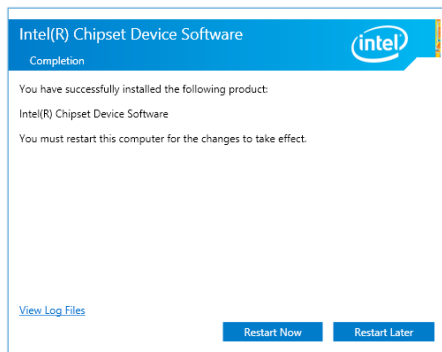 Intel(R) Chipset Device Software
intel
Completion
You have successfully installed the following product:
Intel(R) Chipset Device Software
You must restart this computer for the changes to take effect.
View Log Files
Restart Now
Restart Later